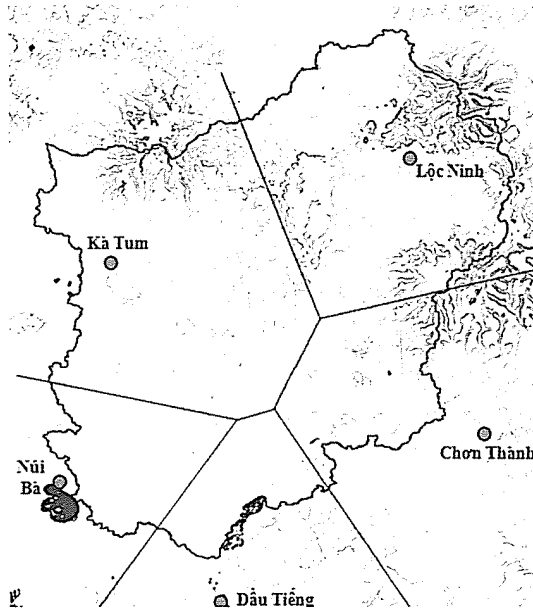 Lộc Ninh
Kà Tum
Chơn Thành
Núi
Bà
Dầu Tiếng